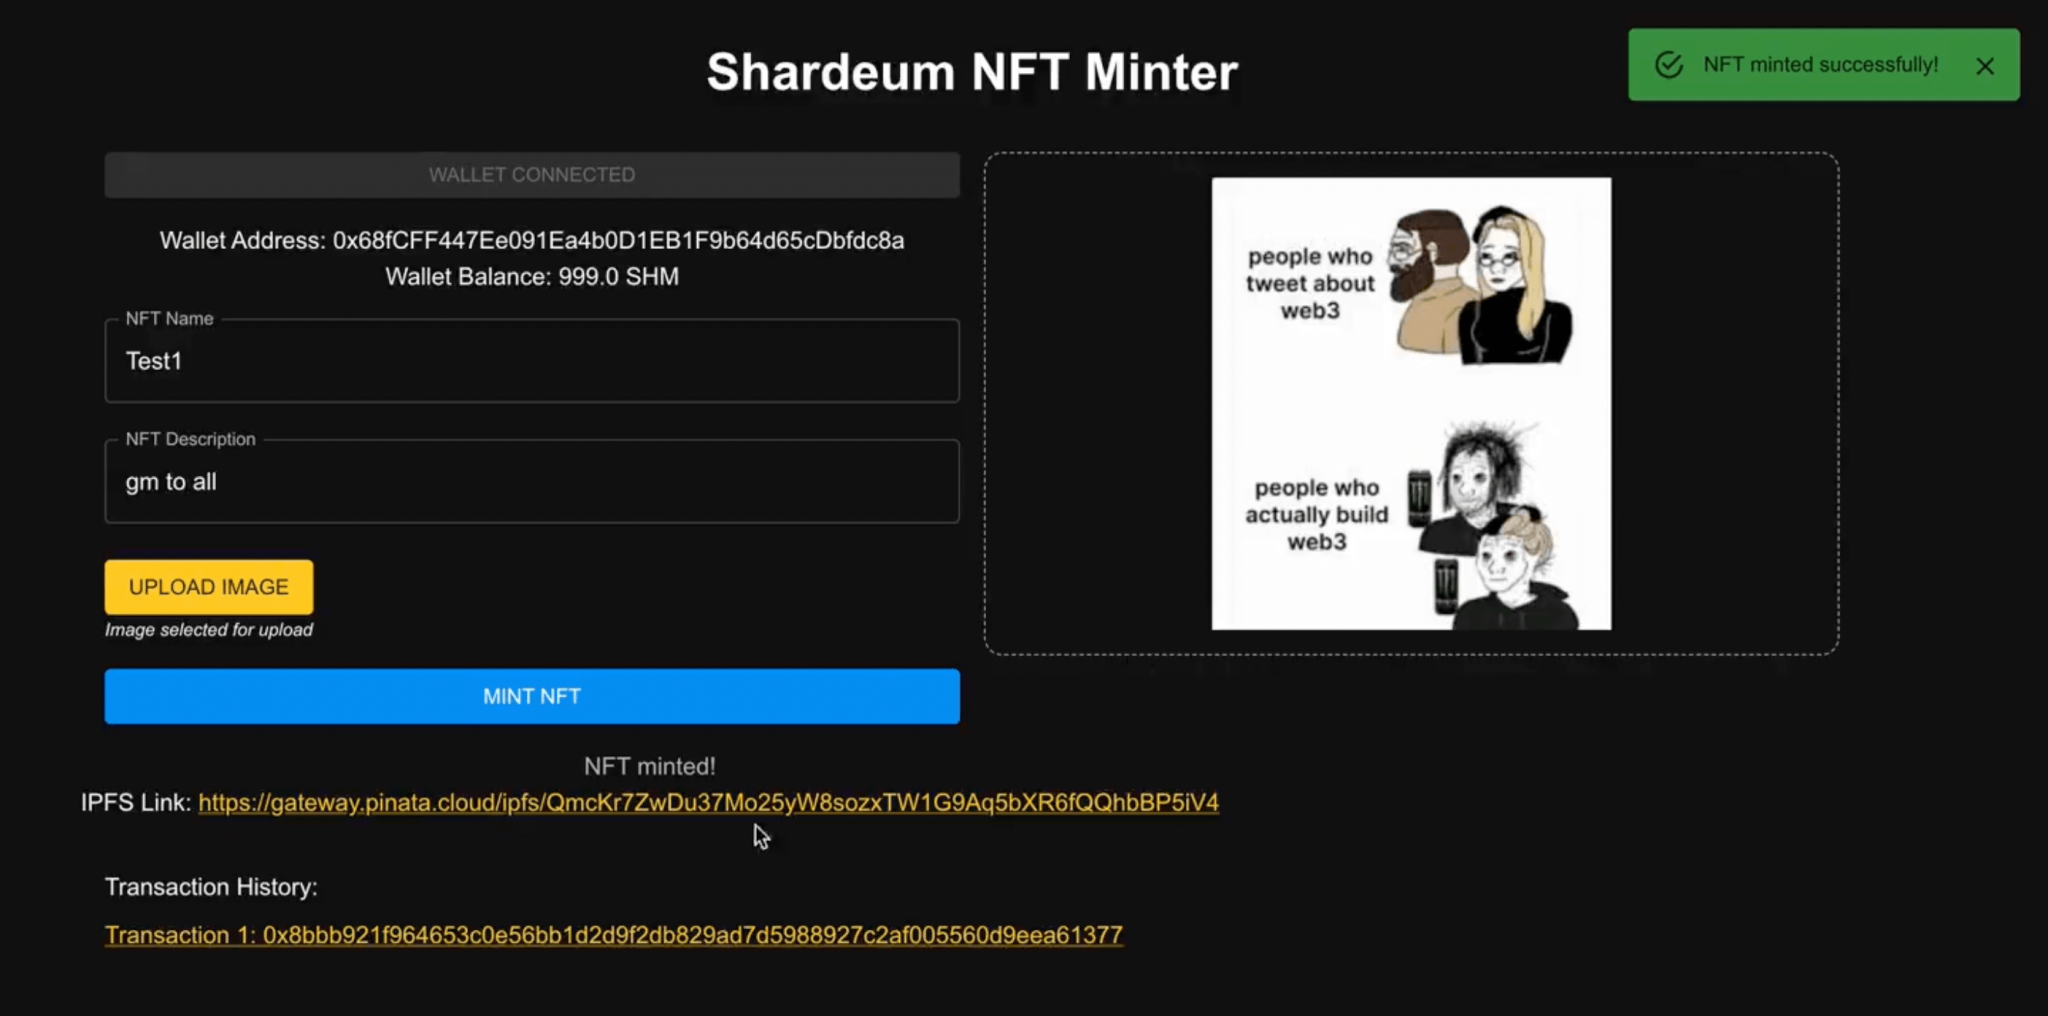 Shardeum NFT Minter
NFT minted successfully!
WALLET CONNECTED
Wallet Address: 0x68fCFF447Ee091Ea4b0D1EB1F9b64d65cDbfdc8a
Wallet Balance: 999.0 SHM
NFT Name
Test1
NFT Description
gm to all
UPLOAD IMAGE
Image selected for upload
MINT NFT
people who
tweet about
web3
people who
actually build
web3
NFT minted!
IPFS Link: https://gateway.pinata.cloud/ipfs/QmcKr7ZwDu37Mo25yW8sozxTW1G9Aq5bXR6fQQhbBP5iV4
Transaction History:
Transaction 1: 0x8bbb921f964653c0e56bb1d2d9f2db829ad7d5988927c2af005560d9eea61377